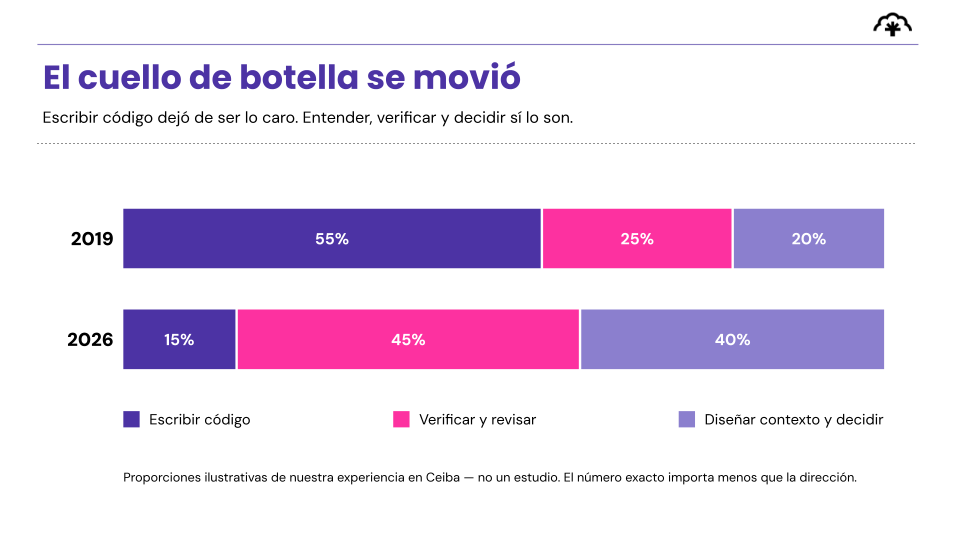 El cuello de botella se movió
Escribir código dejó de ser lo caro. Entender, verificar y decidir sí lo son.
2019
55%
25%
20%
2026
15%
45%
40%
Escribir código
Verificar y revisar
Diseñar contexto y decidir
Proporciones ilustrativas de nuestra experiencia en Ceiba — no un estudio. El número exacto importa menos que la dirección.